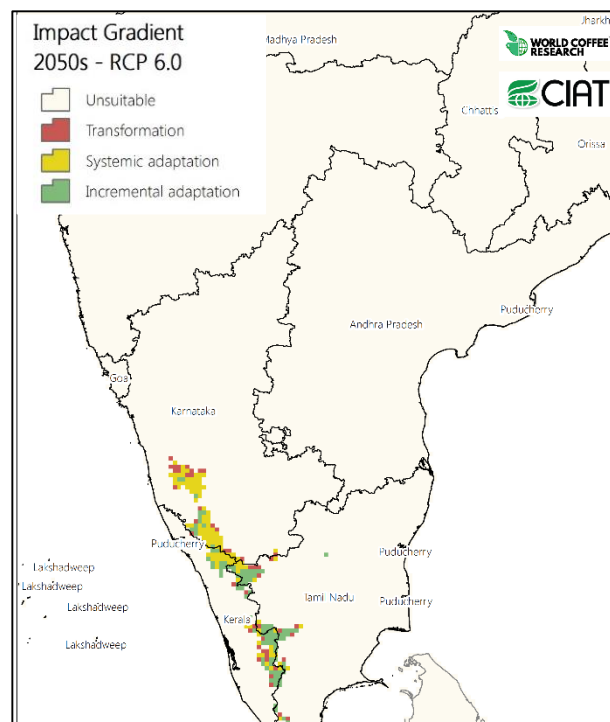 Impact Gradient
2050s - RCP 6.0
Unsuitable
Transformation
Systemic adaptation
Incremental adaptation
Madhya Pradesh
Jharkh
WORLD COFFEE
RESEARCH
CIAT
Chhattis
Orissa
Puducherry
Andhra Pradesh
Goa
Karnataka
Puducherry
Puducherry
Lakshadweep
Lakshadweep
Lakshadweep
Lakshadweep
Kerala
Tamil Nadu
Puducherry